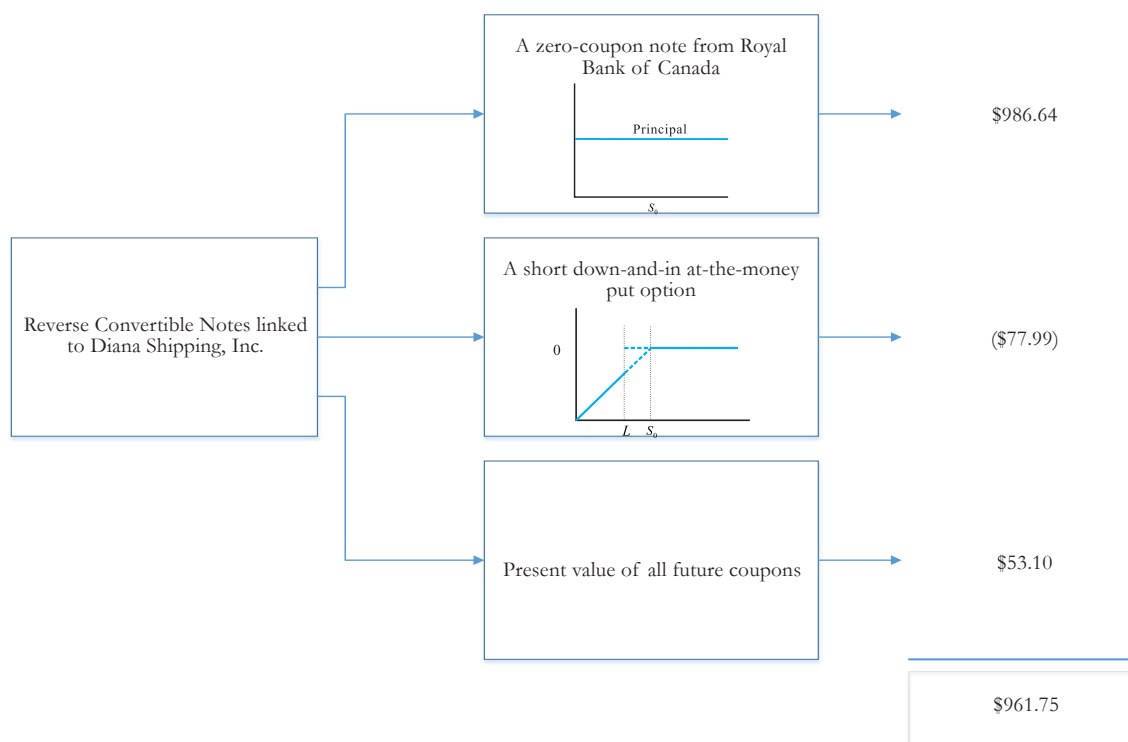 A zero-coupon note from Royal
Bank of Canada
Principal
S₀
$986.64
Reverse Convertible Notes linked
to Diana Shipping, Inc.
A short down-and-in at-the-money
put option
0
L S₀
($77.99)
Present value of all future coupons
$53.10
$961.75